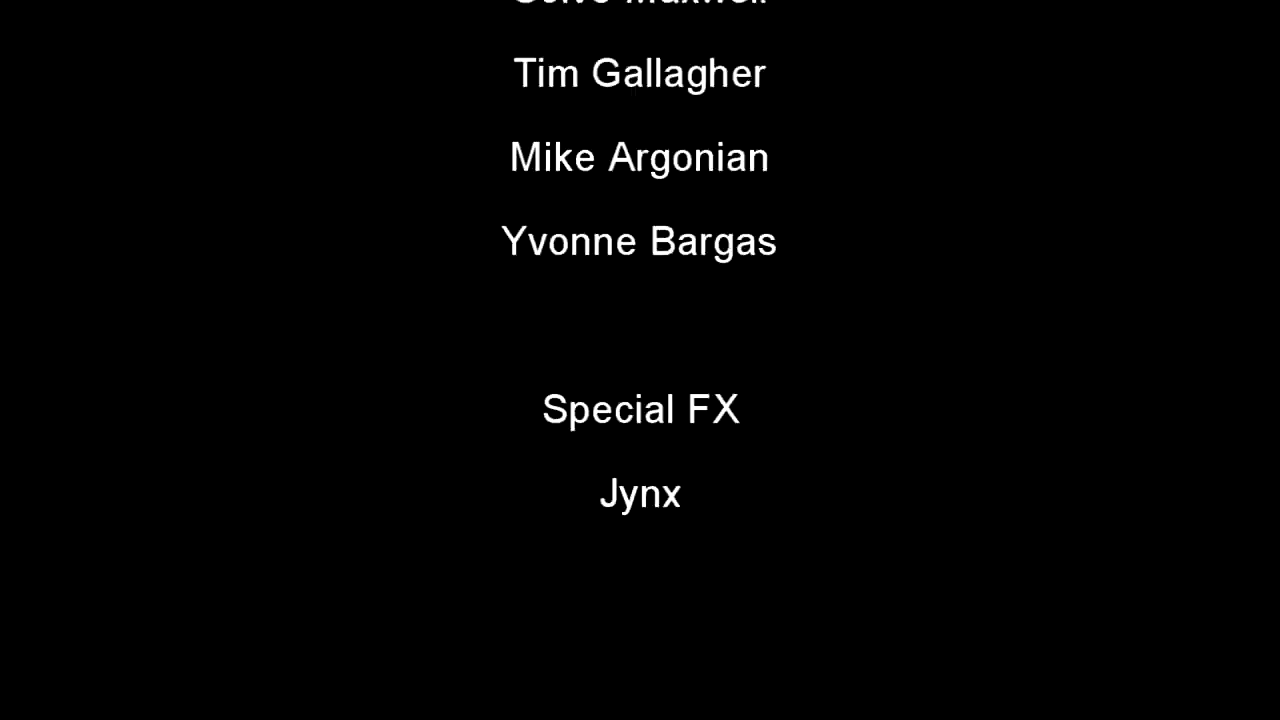 Tim Gallagher
Mike Argonian
Yvonne Bargas
Special FX
Jynx